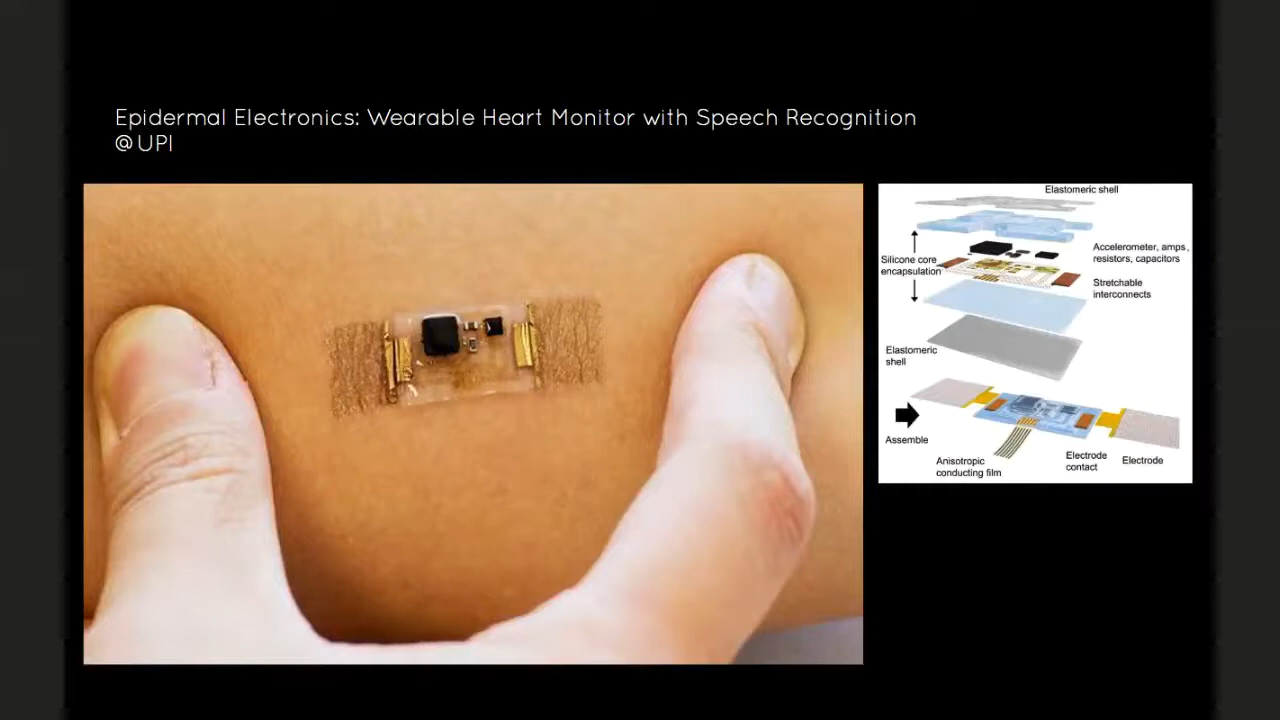 Epidermal Electronics: Wearable Heart Monitor with Speech Recognition
@ UPI
Elastomeric shell
Silicone core
encapsulation
Accelerometer, amps,
resistors, capacitors
Stretchable
interconnects
Elastomeric
shell
Assemble
Anisotropic
conducting film
Electrode
contact
Electrode